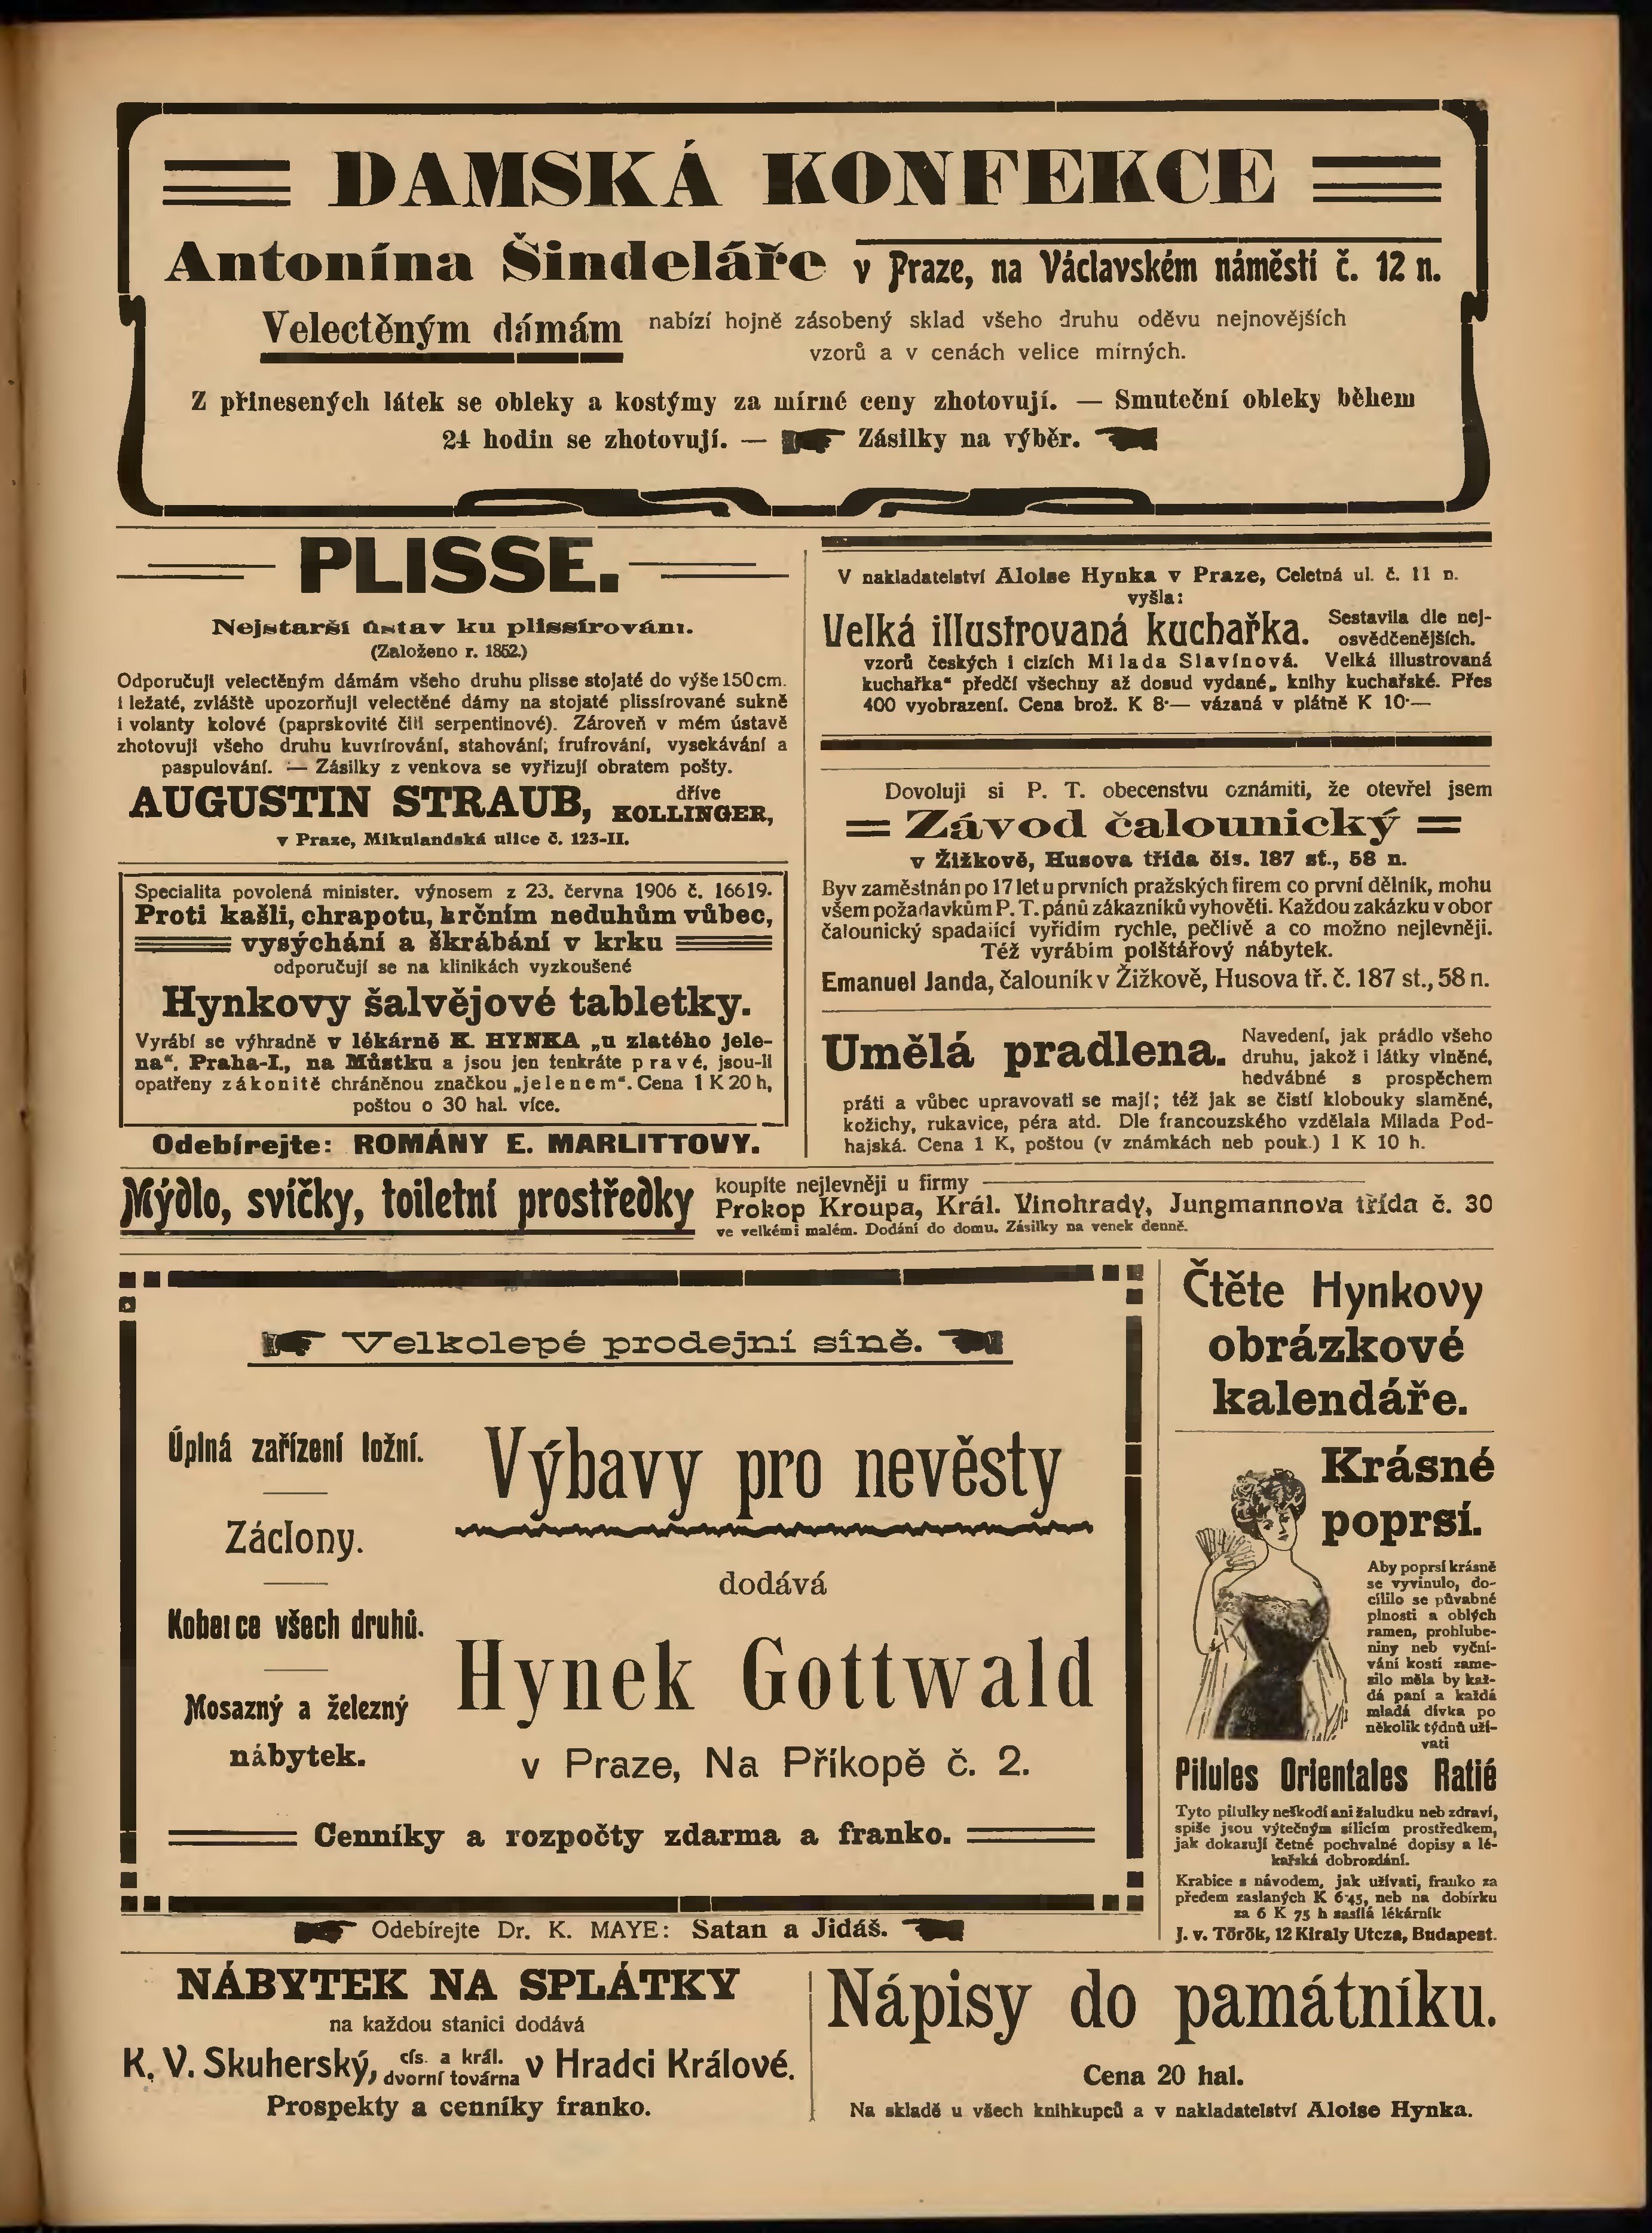 DAMSKÁ KONFEKCE
Antonína Šindeláře v Praze, na Václavském náměstí č. 12 n.
Velectěným dámám nabízí hojně zásobený sklad všeho druhu oděvu nejnovějších
vzorů a v cenách velice mírných.
Z přinesených látek se obleky a kostýmy za mírné ceny zhotovují. — Smuteční obleky během
24 hodin se zhotovují. — Zásilky na výběr.
PLISSE.
Nejstarší ústav ku plissírování.
(Založeno r. 1852.)
Odporučuji velectěným dámám všeho druhu plisse stojaté do výše 150 cm.
i ležaté, zvláště upozorňuji velectěné dámy na stojaté plissírované sukně
i volanty kolové (paprskovité čili serpentinové). Zároveň v mém ústavě
zhotovuji všeho druhu kuvrírování, stahování; frufrování, vysekávání a
paspulování. — Zásilky z venkova se vyřizují obratem pošty.
AUGUSTIN STRAUB, dříve KOLLINGER,
v Praze, Mikulandská ulice č. 123-II.
Specialita povolená minister. výnosem z 23. června 1906 č. 16619.
Proti kašli, chrapotu, krčním neduhům vůbec,
vysýchání a škrábání v krku
odporučují se na klinikách vyzkoušené
Hynkovy šalvějové tabletky.
Vyrábí se výhradně v lékárně K. HYNKA „u zlatého jele-
na“. Praha-I., na Můstku a jsou jen tenkráte pravé, jsou-li
opatřeny zákonitě chráněnou značkou „jelenem“. Cena 1 K 20 h,
poštou o 30 hal. více.
Odebírejte: ROMÁNY E. MARLITTOVY.
V nakladatelství Aloise Hynka v Praze, Celetná ul. č. 11 n.
vyšla:
Velká illustrovaná kuchařka. Sestavila dle nej-
osvědčenějších.
vzorů českých i cizích Milada Slavínová. Velká illustrovaná
kuchařka“ předčí všechny až dosud vydané„ knihy kuchařské. Přes
400 vyobrazení. Cena brož. K 8·— vázaná v plátně K 10·—
Dovoluji si P. T. obecenstvu oznámiti, že otevřel jsem
Závod čalounický
v Žižkově, Husova třída čis. 187 st., 58 n.
Byv zaměstnán po 17 let u prvních pražských firem co první dělník, mohu
všem požadavkům P. T. pánů zákazníků vyhověti. Každou zakázku v obor
čalounický spadající vyřídím rychle, pečlivě a co možno nejlevněji.
Též vyrábím polštářový nábytek.
Emanuel Janda, čalouník v Žižkově, Husova tř. č. 187 st., 58 n.
Umělá pradlena. Navedení, jak prádlo všeho
druhu, jakož i látky vlněné,
hedvábné s prospěchem
práti a vůbec upravovati se mají; též jak se čistí klobouky slaměné,
kožichy, rukavice, péra atd. Dle francouzského vzdělala Milada Pod-
hajská. Cena 1 K, poštou (v známkách neb pouk.) 1 K 10 h.
Mýdlo, svíčky, toiletní prostředky koupíte nejlevněji u firmy
Prokop Kroupa, Král. Vinohrady, Jungmannova třída č. 30
ve velkémi malém. Dodání do domu. Zásilky na venek denně.
Velkolepé prodejní síně.
Úplná zařízení ložní.
Záclony.
Koberce všech druhů.
Mosazný a železný
nábytek.
Výbavy pro nevěsty
dodává
Hynek Gottwald
v Praze, Na Příkopě č. 2.
Cenníky a rozpočty zdarma a franko.
Odebírejte Dr. K. MAYE: Satan a Jidáš.
Čtěte Hynkovy
obrázkové
kalendáře.
Krásné
poprsí.
Aby poprsí krásně
se vyvinulo, do-
cílilo se půvabné
plnosti a oblých
ramen, prohlube-
niny neb vyční-
vání kostí zame-
zilo měla by kaž-
dá paní a každá
mladá dívka po
několik týdnů uží-
vati
Pilules Orientales Ratié
Tyto pilulky neškodí ani žaludku neb zdraví,
spíše jsou výtečným sílicím prostředkem,
jak dokazují četné pochvalné dopisy a lé-
kařská dobrozdání.
Krabice s návodem, jak užívati, franko za
předem zaslaných K 6·45, neb na dobírku
za 6 K 75 h zasílá lékárník
J. v. Török, 12 Kiraly Utcza, Budapest.
NÁBYTEK NA SPLÁTKY
na každou stanici dodává
K. V. Skuherský, cís. a král. dvorní továrna v Hradci Králové.
Prospekty a cenníky franko.
Nápisy do památníku.
Cena 20 hal.
Na skladě u všech knihkupců a v nakladatelství Aloise Hynka.